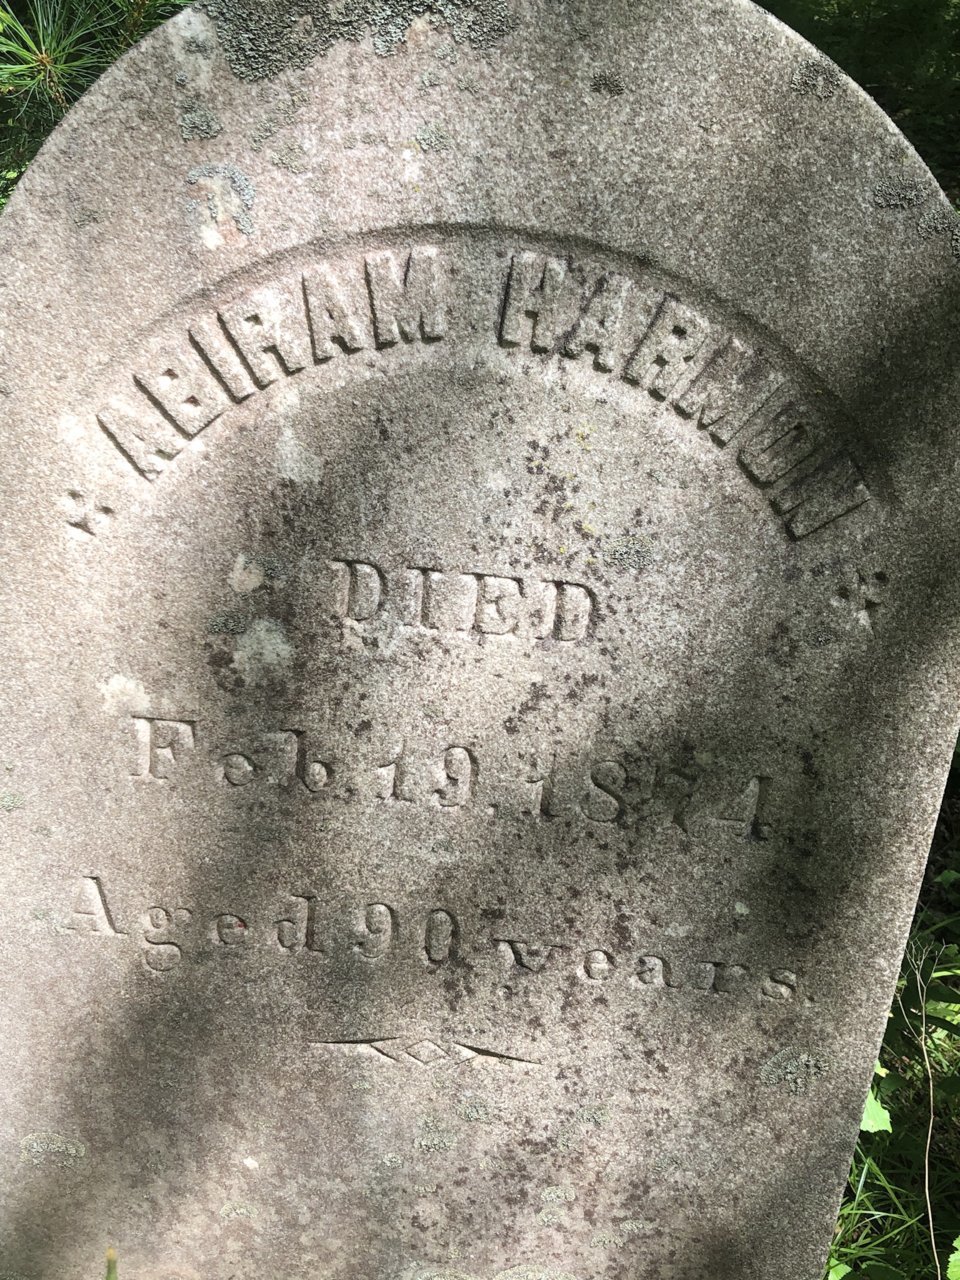 ABIRAM HARMON
DIED
Feb. 19. 1874.
Aged 90 years.